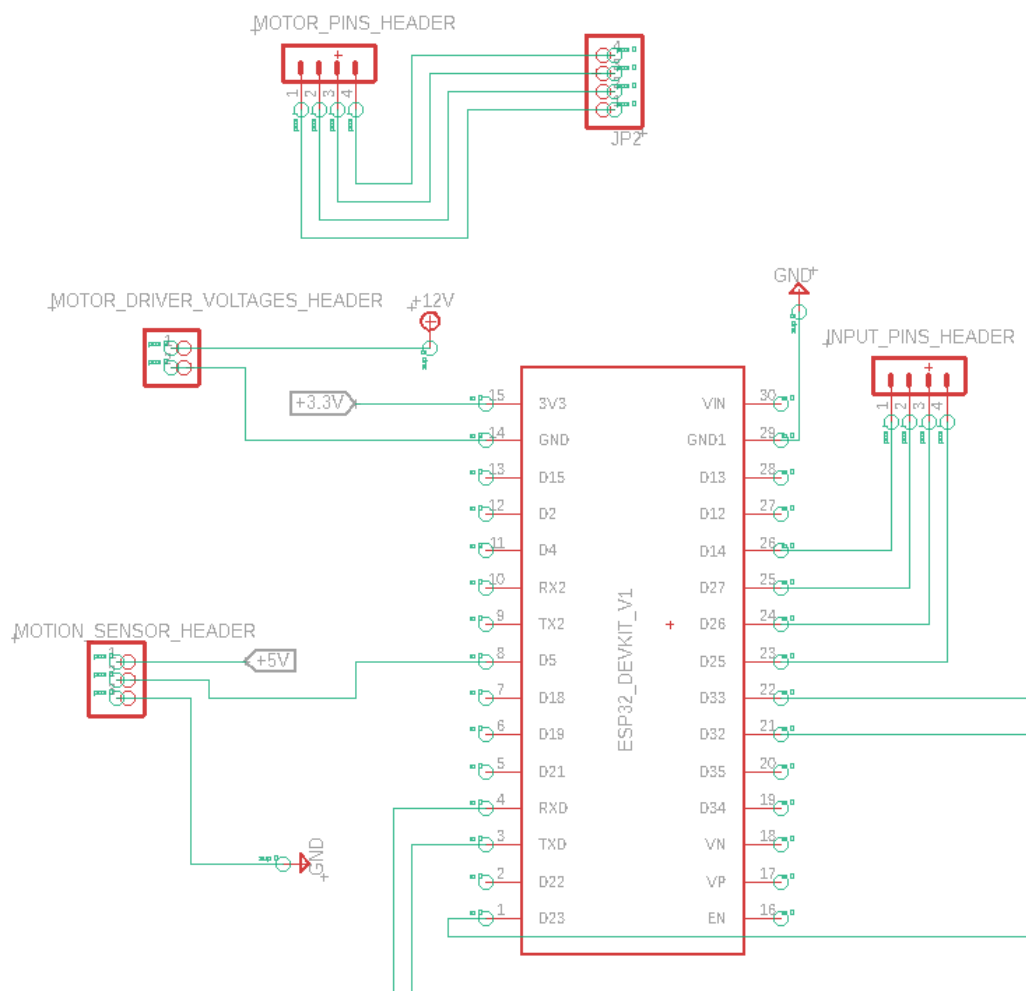 MOTOR_PINS_HEADER
1 2 3 4
4
JP2
MOTOR_DRIVER_VOLTAGES_HEADER
+12V
1
GND
INPUT_PINS_HEADER
1 2 3 4
+3.3V
15 3V3 VIN 30
14 GND GND1 29
13 D15 D13 28
12 D2 D12 27
11 D4 D14 26
10 RX2 D27 25
9 TX2 D26 24
8 D5 D25 23
7 D18 D33 22
6 D19 D32 21
5 D21 D35 20
4 RXD D34 19
3 TXD VN 18
2 D22 VP 17
1 D23 EN 16
ESP32_DEVKIT_V1
MOTION_SENSOR_HEADER
1
+5V
GND